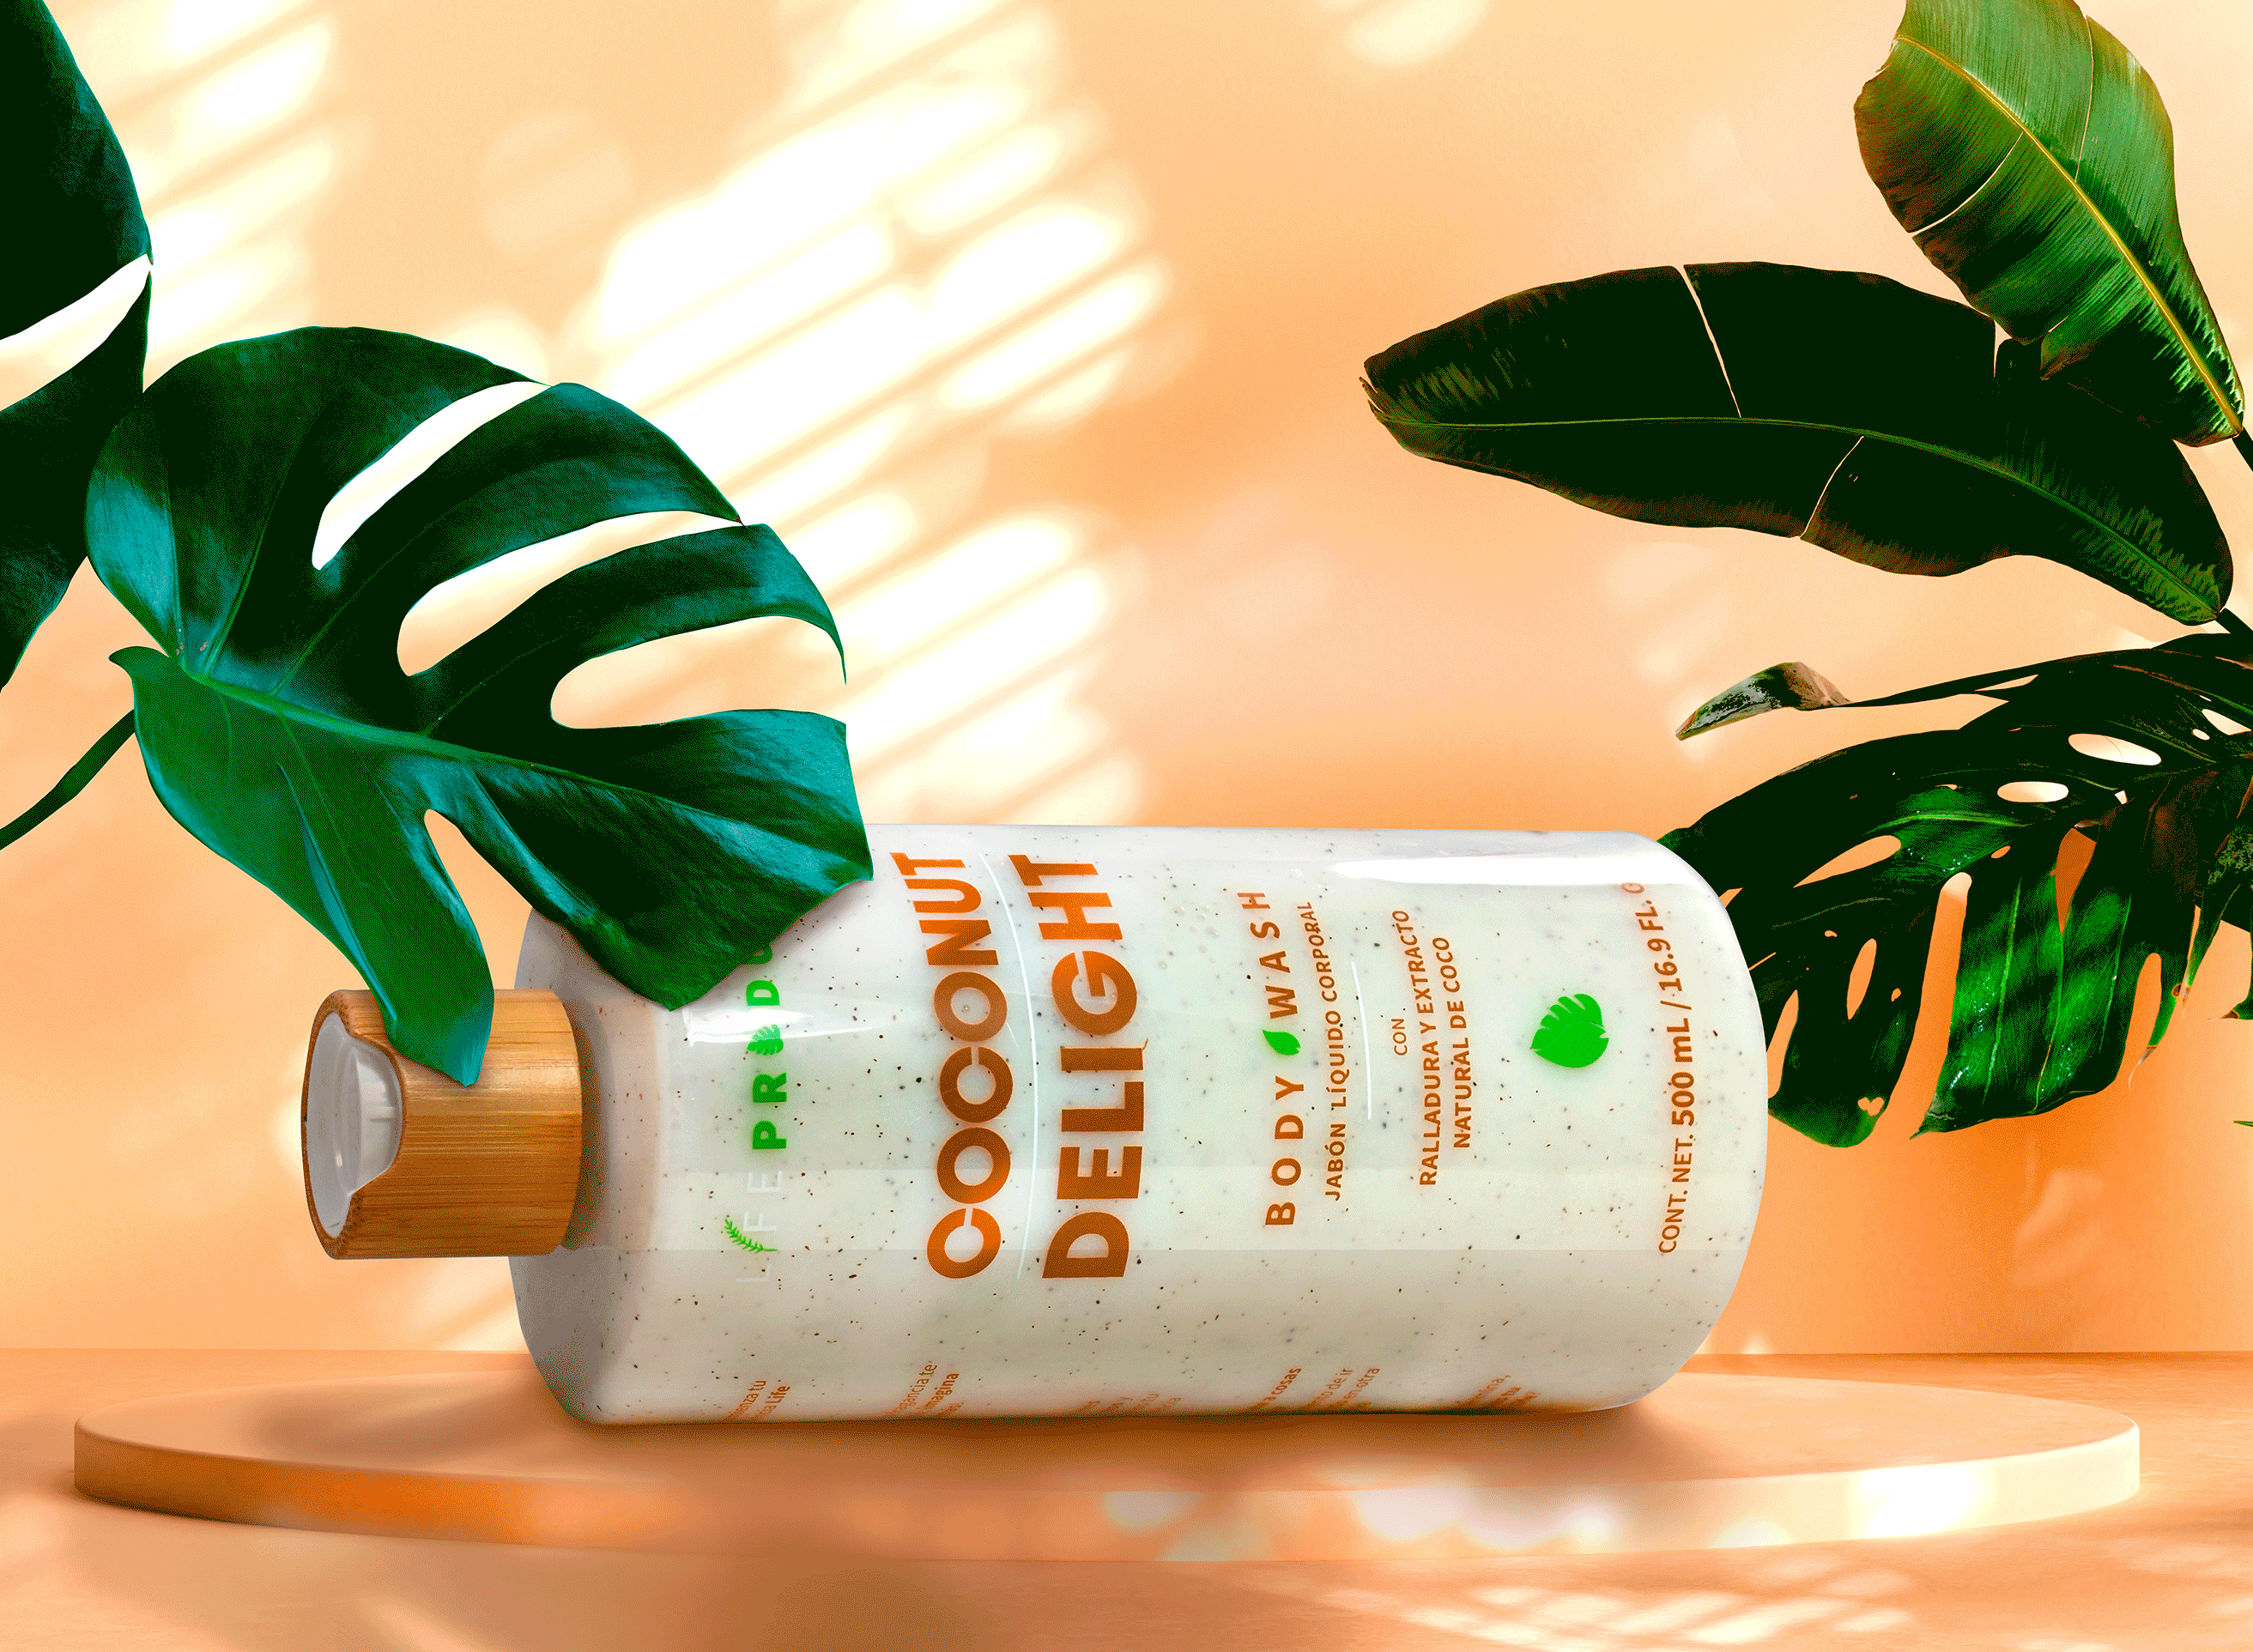 LIFE PRODU
COCONUT
DELIGHT
BODY WASH
JABÓN LÍQUIDO CORPORAL
CON
RALLADURA Y EXTRACTO
NATURAL DE COCO
CONT. NET. 500 mL / 16.9 FL.